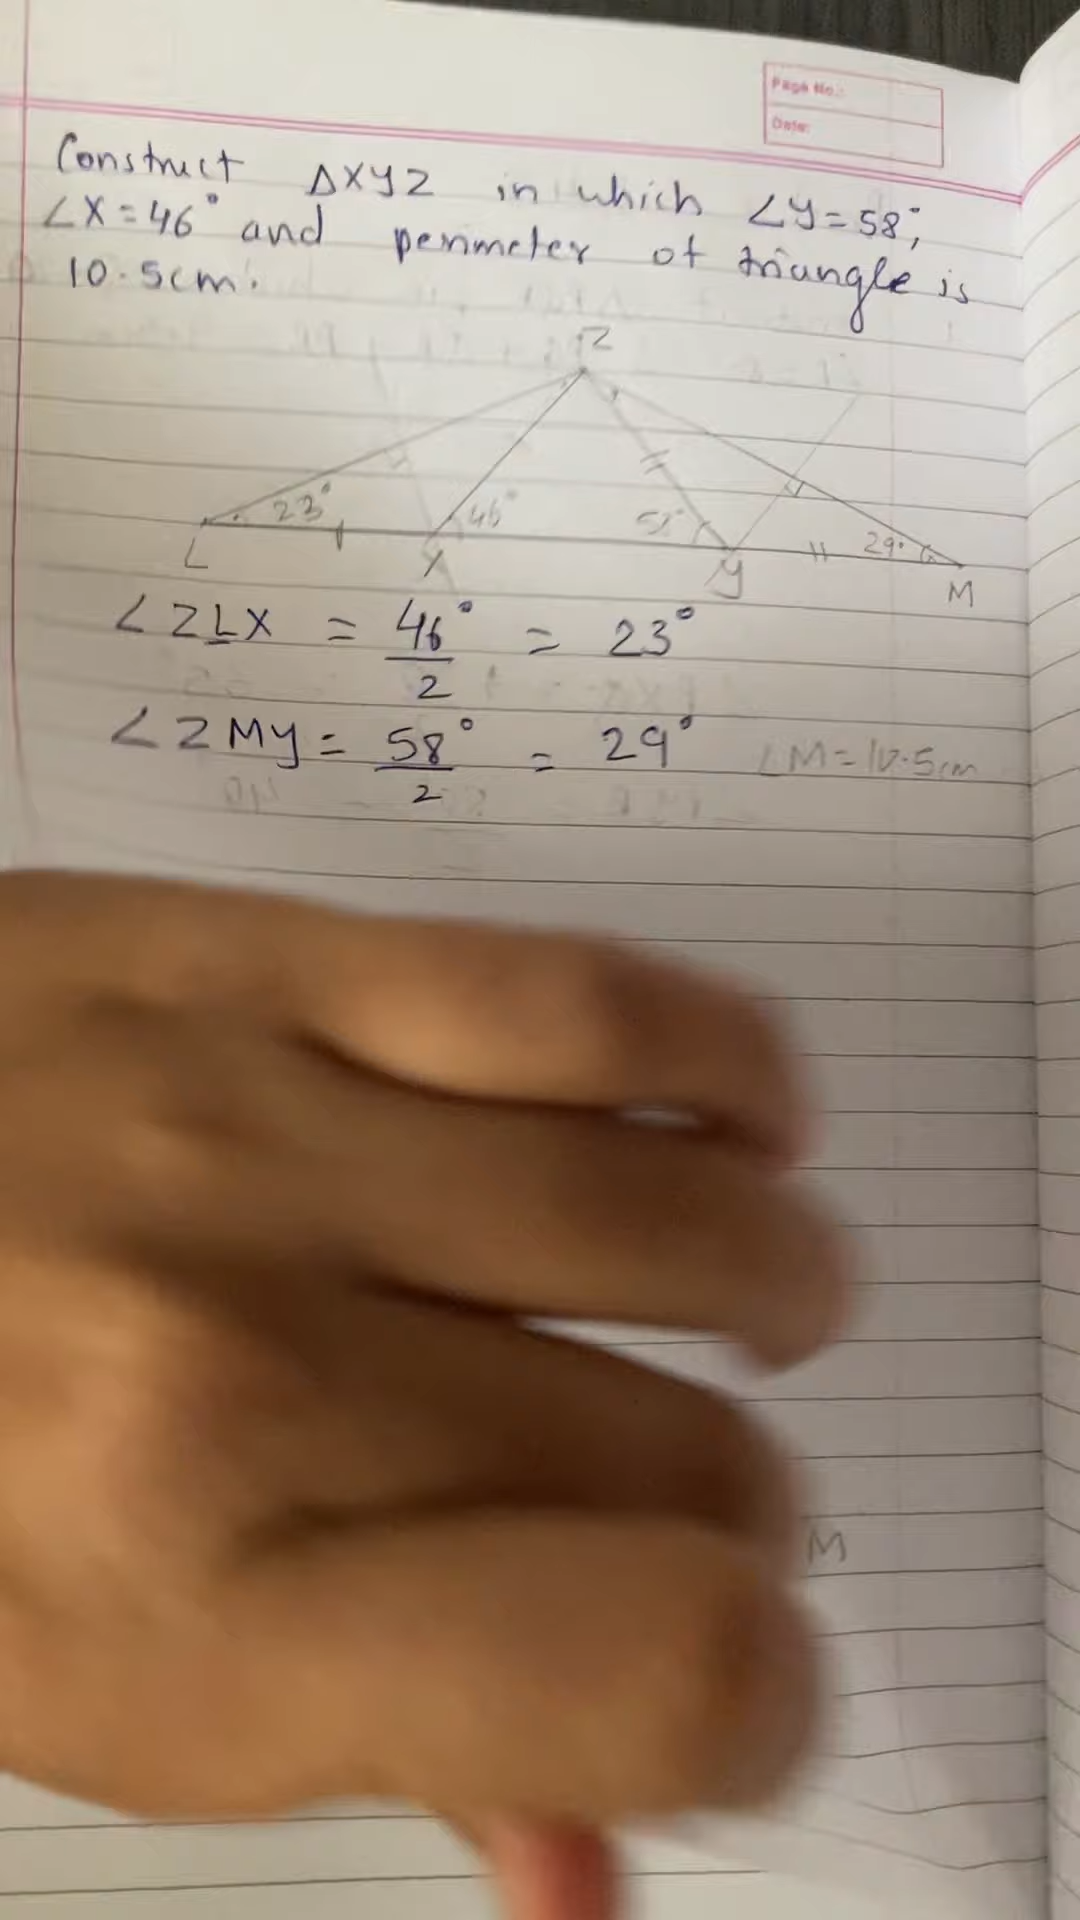 Page No.:
Date:
Construct ΔXYZ in which ∠Y=58°,
∠X=46° and perimeter of triangle is
10.5cm.
Z
23° 46° 58° 29°
L X Y M
∠ZLX = 46°/2 = 23°
∠ZMY = 58°/2 = 29° LM=10.5cm
M